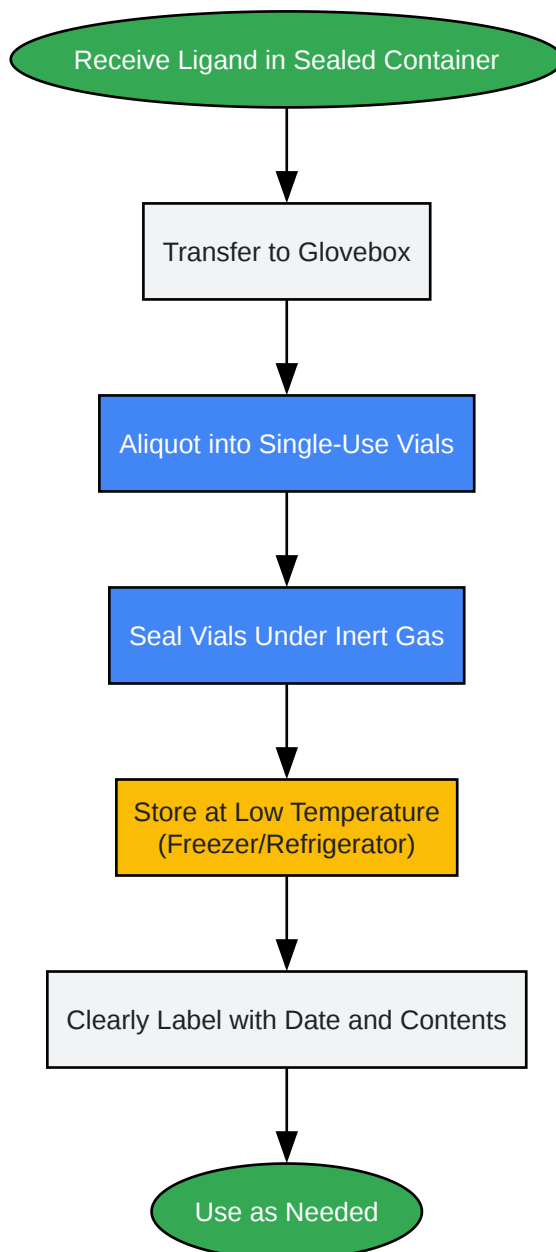 Receive Ligand in Sealed Container
Transfer to Glovebox
Aliquot into Single-Use Vials
Seal Vials Under Inert Gas
Store at Low Temperature
(Freezer/Refrigerator)
Clearly Label with Date and Contents
Use as Needed